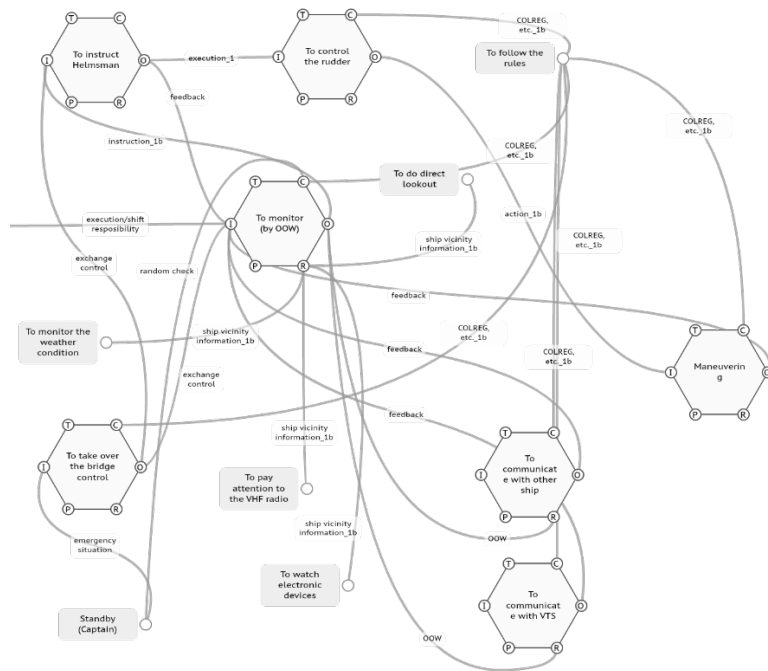 T
C
COLREG,
etc._1b
T
C
To instruct
Helmsman
To control
the rudder
To follow the
rules
I
O
execution_1
I
O
feedback
P
R
P
R
COLREG,
etc._1b
instruction_1b
COLREG,
etc._1b
To do direct
lookout
T
C
To monitor
(by OOW)
I
O
execution/shift
resposibility
action_1b
P
R
ship vicinity
information_1b
COLREG,
etc._1b
exchange
control
random check
feedback
To monitor the
weather
condition
ship vicinity
information_1b
COLREG,
etc._1b
T
C
Maneuverin
g
I
O
P
R
feedback
COLREG,
etc._1b
exchange
control
feedback
T
C
To take over
the bridge
control
I
O
P
R
ship vicinity
information_1b
T
C
To
communicat
e with other
ship
I
O
P
R
To pay
attention to
the VHF radio
ship vicinity
information_1b
emergency
situation
OOW
To watch
electronic
devices
T
C
To
communicat
e with VTS
I
O
P
R
Standby
(Captain)
OOW